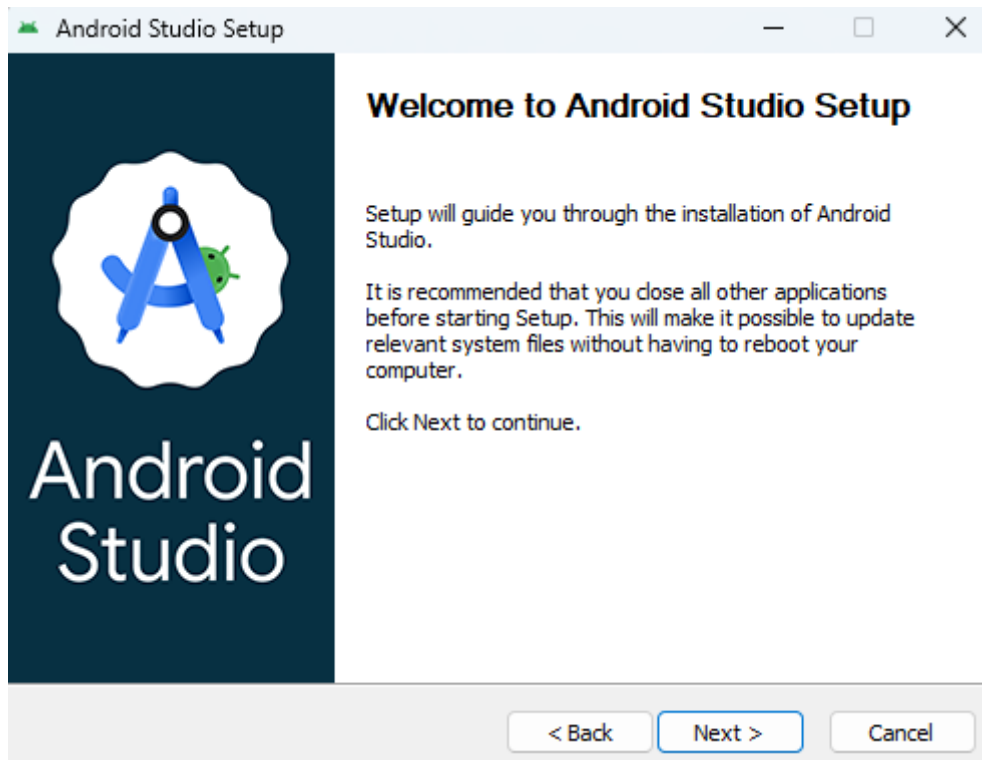 Android Studio Setup
Welcome to Android Studio Setup
Setup will guide you through the installation of Android
Studio.
It is recommended that you close all other applications
before starting Setup. This will make it possible to update
relevant system files without having to reboot your
computer.
Click Next to continue.
Android
Studio
< Back Next > Cancel